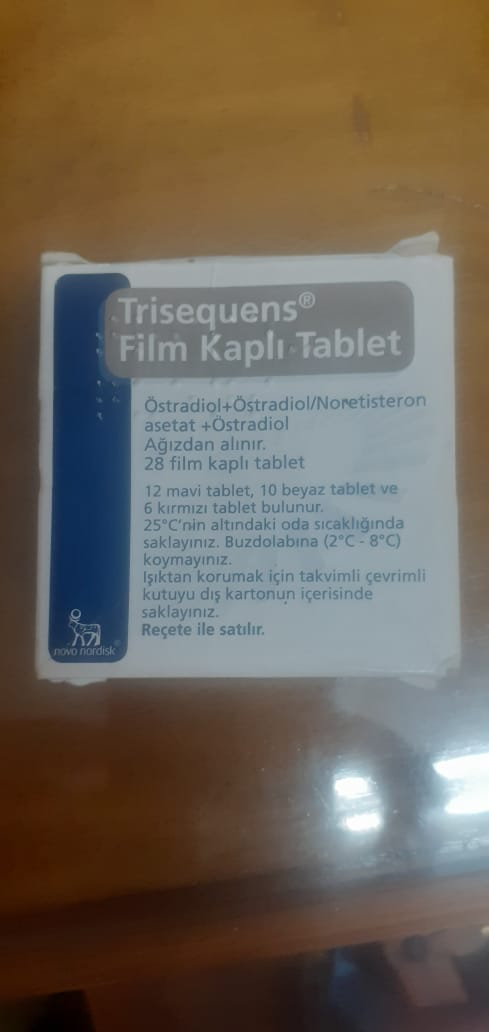 Trisequens®
Film Kaplı Tablet
Östradiol+Östradiol/Noretisteron
asetat +Östradiol
Ağızdan alınır.
28 film kaplı tablet
12 mavi tablet, 10 beyaz tablet ve
6 kırmızı tablet bulunur.
25°C'nin altındaki oda sıcaklığında
saklayınız. Buzdolabına (2°C - 8°C)
koymayınız.
Işıktan korumak için takvimli çevrimli
kutuyu dış kartonun içerisinde
saklayınız.
Reçete ile satılır.
novo nordisk®